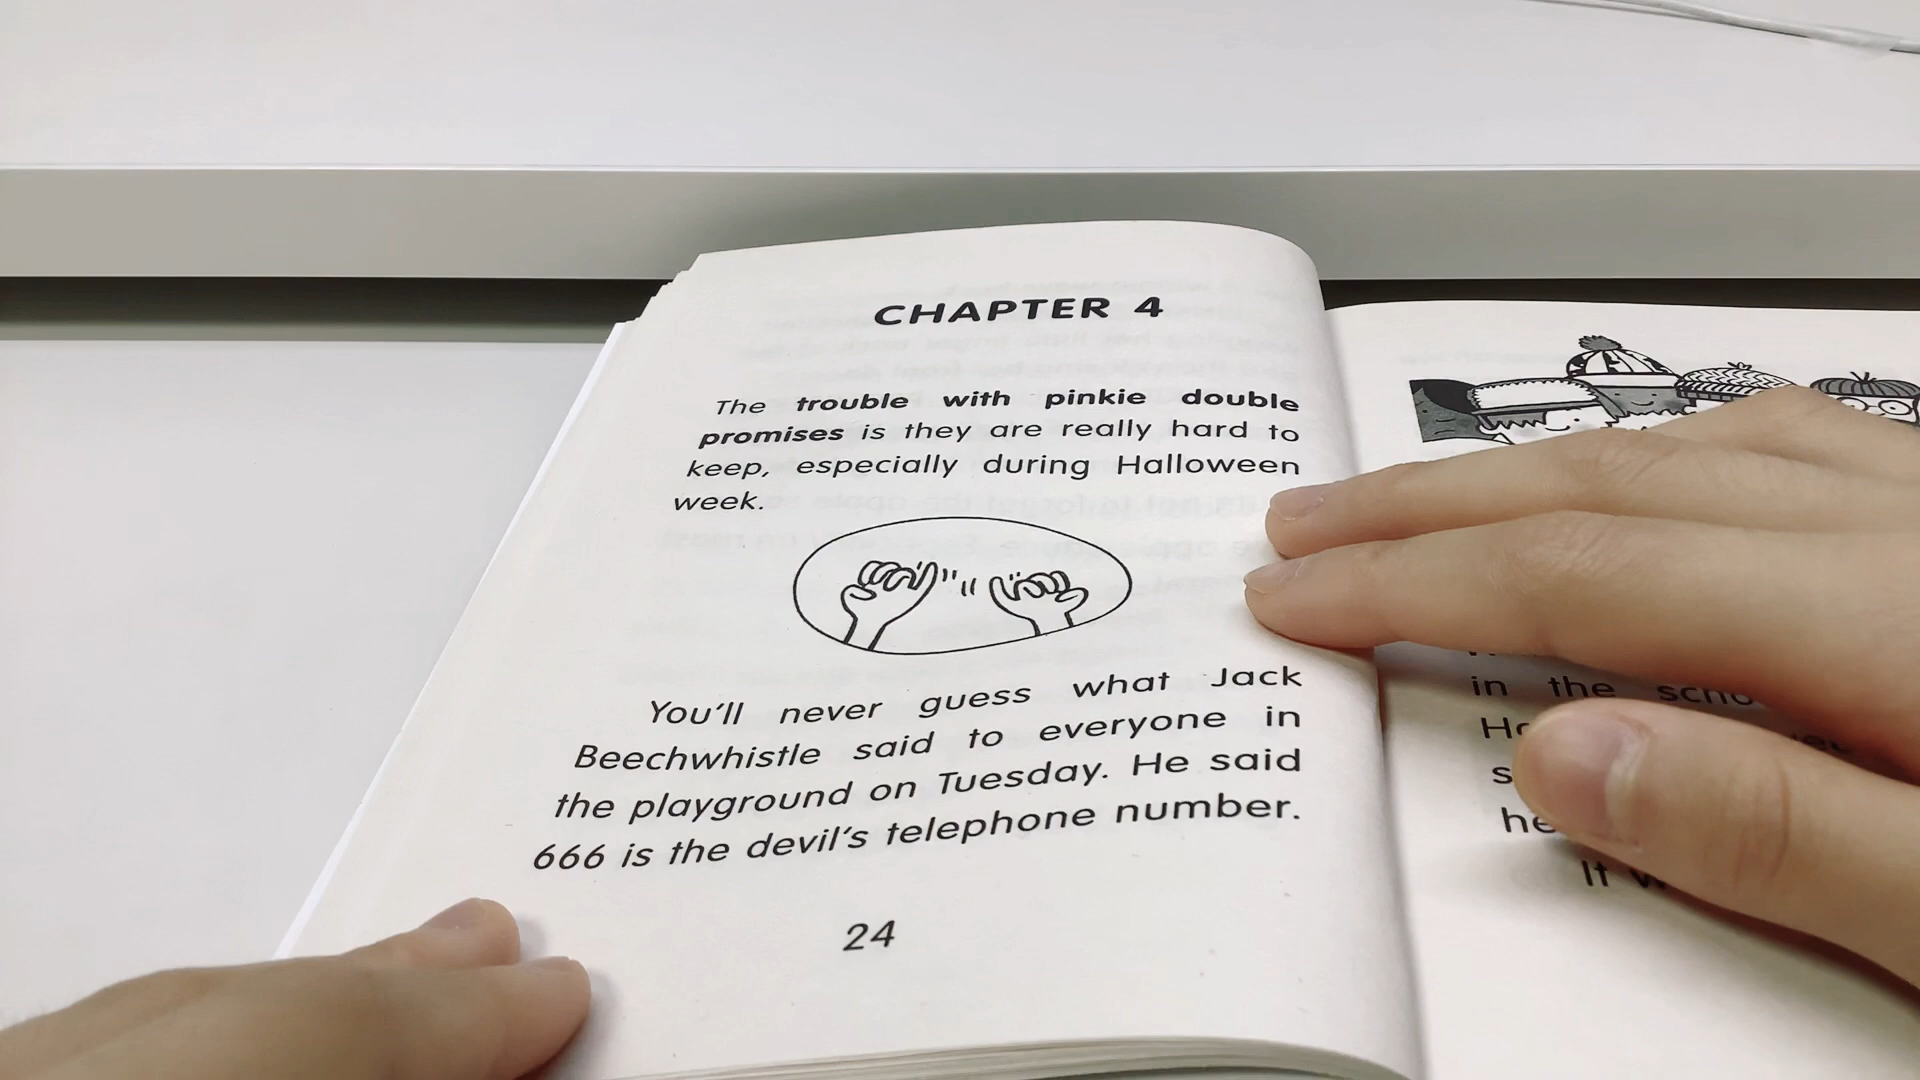 CHAPTER 4
The trouble with pinkie double
promises is they are really hard to
keep, especially during Halloween
week.
You'll never guess what Jack
Beechwhistle said to everyone in
the playground on Tuesday. He said
666 is the devil's telephone number.
24
in the
he
It